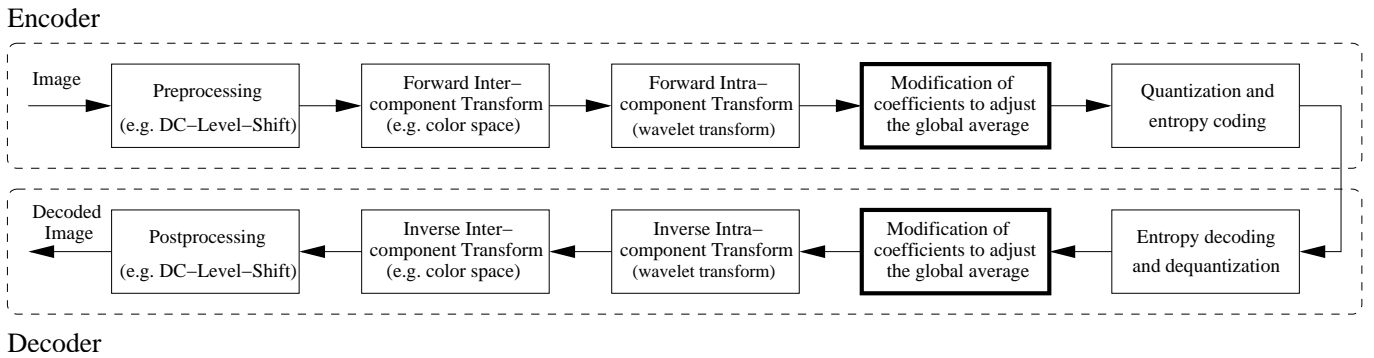 Encoder
Image
Preprocessing
(e.g. DC−Level−Shift)
Forward Inter−
component Transform
(e.g. color space)
Forward Intra−
component Transform
(wavelet transform)
Modification of
coefficients to adjust
the global average
Quantization and
entropy coding
Decoded
Image
Postprocessing
(e.g. DC−Level−Shift)
Inverse Inter−
component Transform
(e.g. color space)
Inverse Intra−
component Transform
(wavelet transform)
Modification of
coefficients to adjust
the global average
Entropy decoding
and dequantization
Decoder